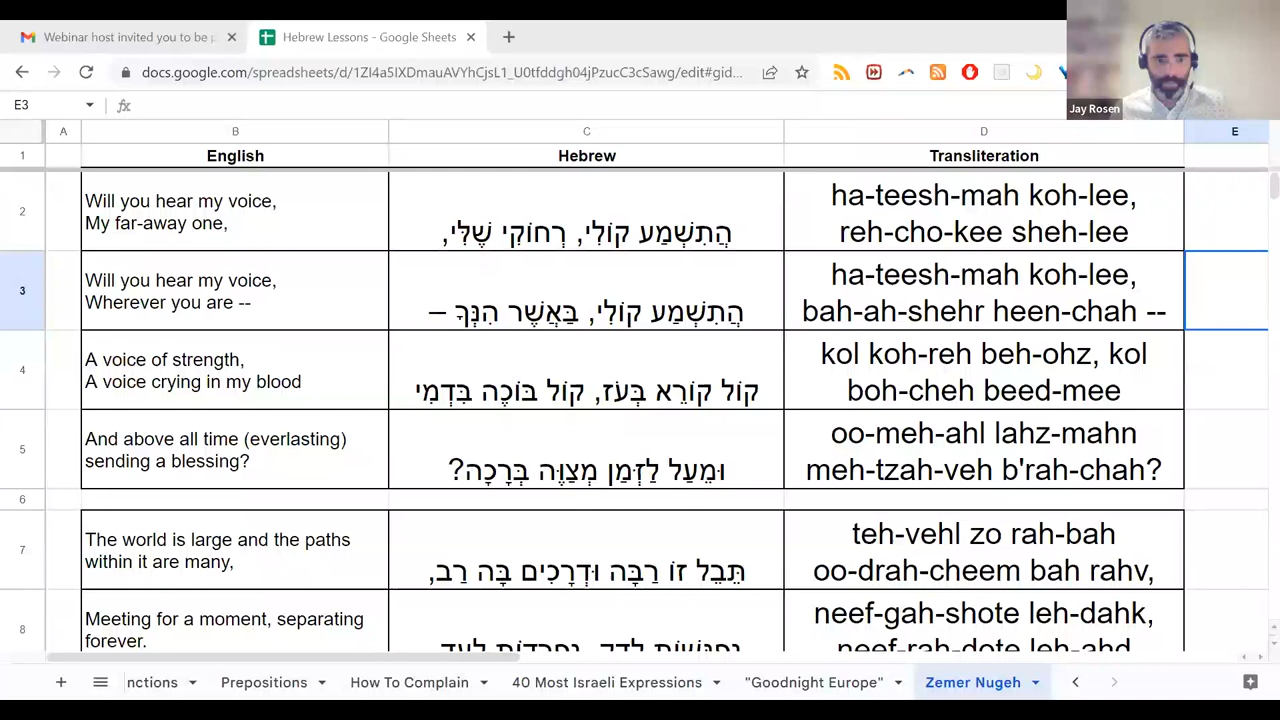 Webinar host invited you to be p
Hebrew Lessons - Google Sheets
docs.google.com/spreadsheets/d/1ZI4a5IXDmauAVYhCjsL1_U0tfddgh04jPzucC3cSawg/edit#gid...
Jay Rosen
E3
fx
A B C D E
1 English Hebrew Transliteration
2
Will you hear my voice,
My far-away one,
הֲתִשְׁמַע קוֹלִי, רְחוֹקִי שֶׁלִּי,
ha-teesh-mah koh-lee,
reh-cho-kee sheh-lee
3
Will you hear my voice,
Wherever you are --
הֲתִשְׁמַע קוֹלִי, בַּאֲשֶׁר הִנְּךָ –
ha-teesh-mah koh-lee,
bah-ah-shehr heen-chah --
4
A voice of strength,
A voice crying in my blood
קוֹל קוֹרֵא בְּעֹז, קוֹל בּוֹכֶה בִּדְמִי
kol koh-reh beh-ohz, kol
boh-cheh beed-mee
5
And above all time (everlasting)
sending a blessing?
וּמֵעַל לַזְּמַן מְצַוֶּה בְּרָכָה?
oo-meh-ahl lahz-mahn
meh-tzah-veh b'rah-chah?
6
7
The world is large and the paths
within it are many,
תֵּבֵל זוֹ רַבָּה וּדְרָכִים בָּהּ רַב,
teh-vehl zo rah-bah
oo-drah-cheem bah rahv,
8
Meeting for a moment, separating
forever.
נִפְגָּשׁוֹת לְדַק, נִפְרָדוֹת לָעַד
neef-gah-shote leh-dahk,
neef-rah-dote leh-ahd
nctions Prepositions How To Complain 40 Most Israeli Expressions "Goodnight Europe" Zemer Nugeh